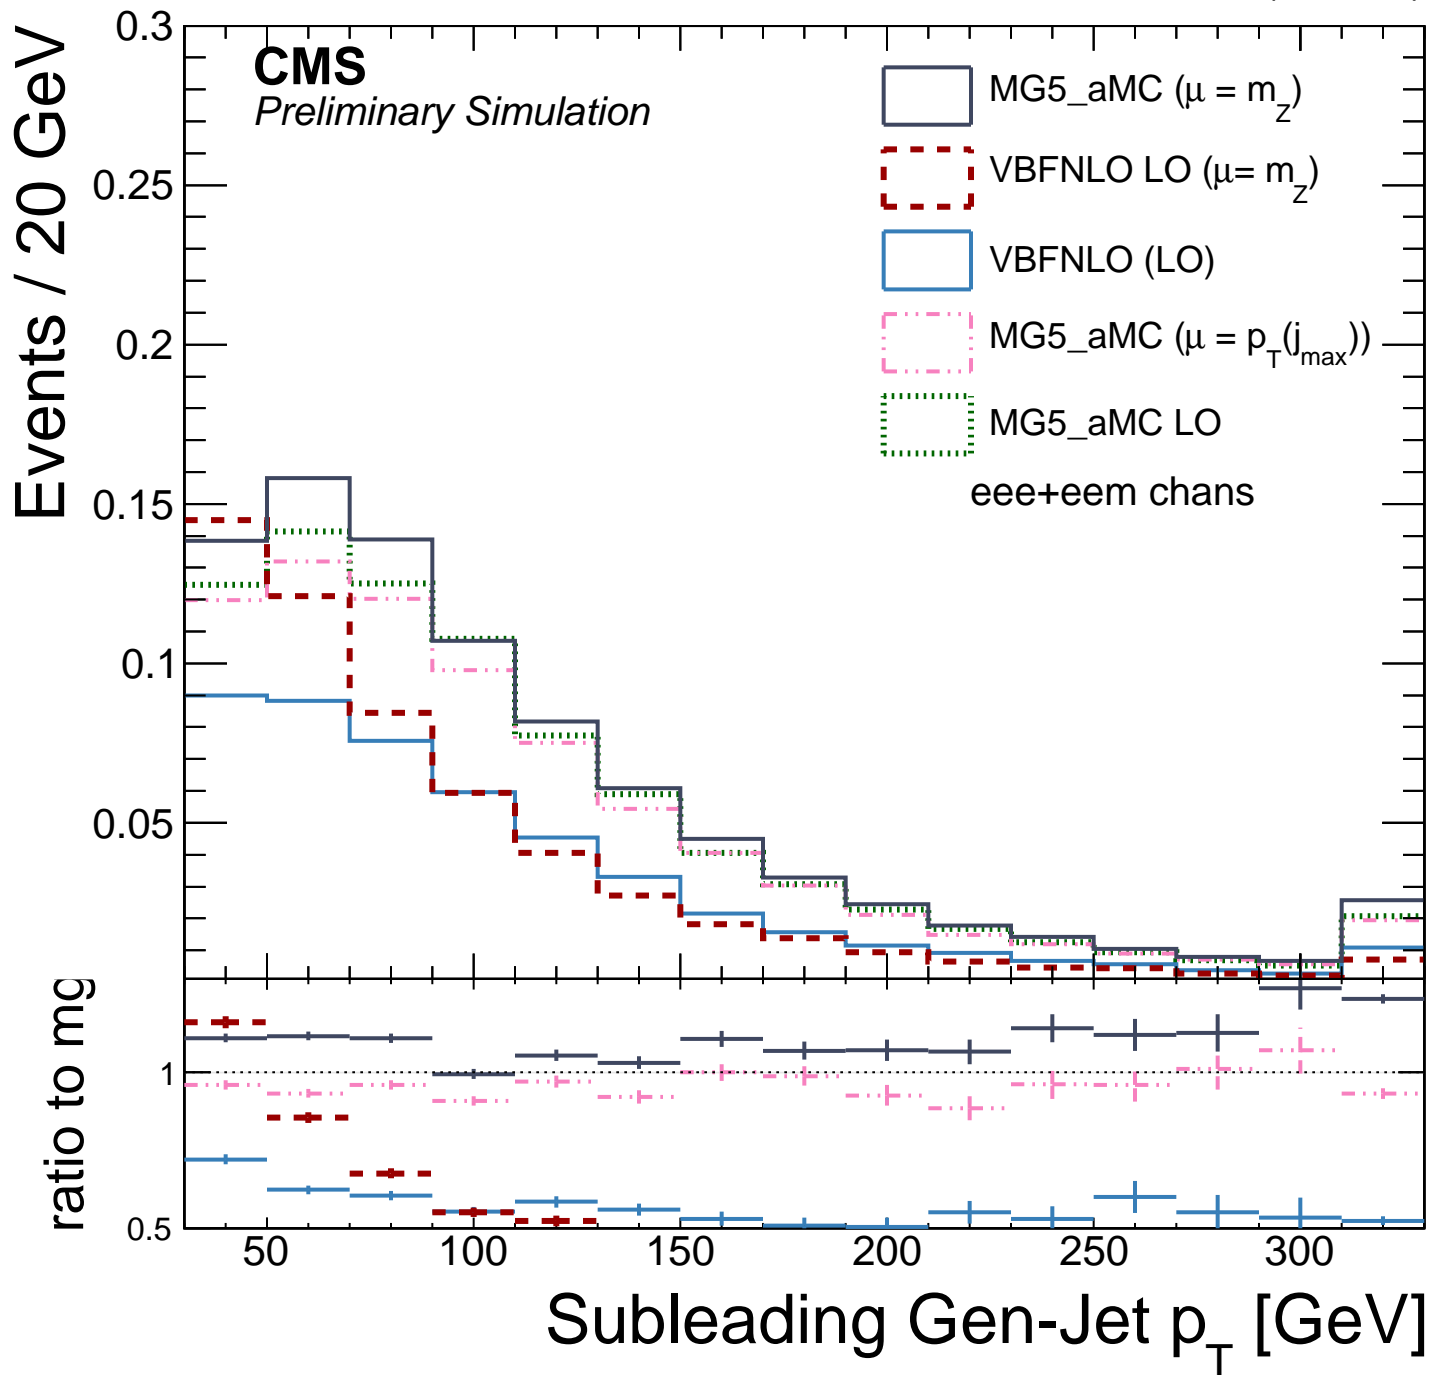 0.3
CMS
Preliminary Simulation
Events / 20 GeV
MG5_aMC (μ = m_Z)
VBFNLO LO (μ= m_Z)
VBFNLO (LO)
MG5_aMC (μ = p_T(j_max))
MG5_aMC LO
eee+eem chans
0.25
0.2
0.15
0.1
0.05
ratio to mg
1
0.5
50 100 150 200 250 300
Subleading Gen-Jet p_T [GeV]